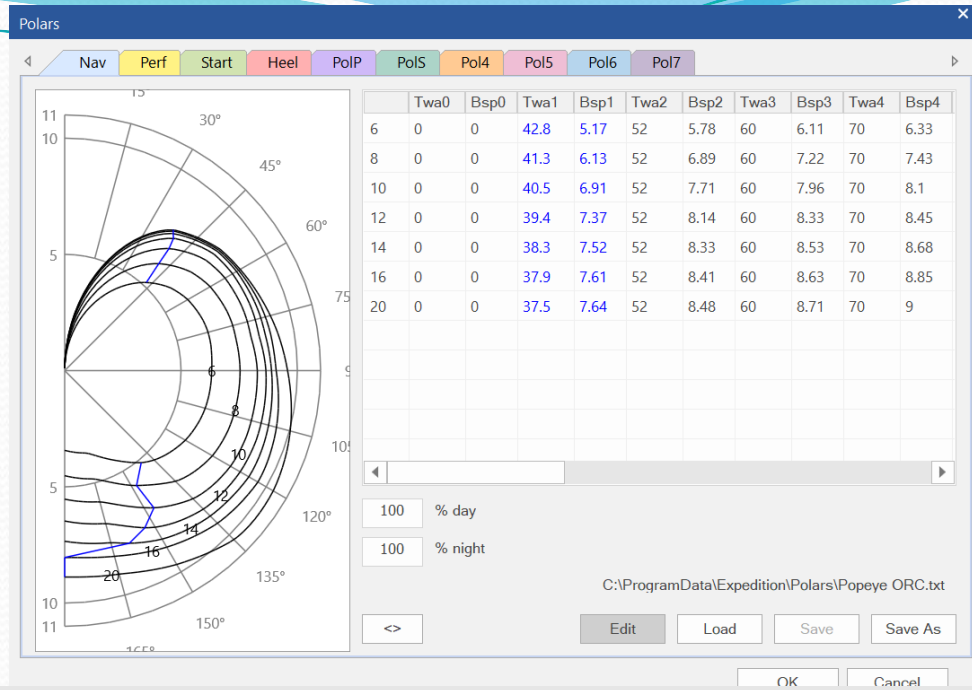 Polars
Nav Perf Start Heel PolP PolS Pol4 Pol5 Pol6 Pol7
Twa0 Bsp0 Twa1 Bsp1 Twa2 Bsp2 Twa3 Bsp3 Twa4 Bsp4
6 0 0 42.8 5.17 52 5.78 60 6.11 70 6.33
8 0 0 41.3 6.13 52 6.89 60 7.22 70 7.43
10 0 0 40.5 6.91 52 7.71 60 7.96 70 8.1
12 0 0 39.4 7.37 52 8.14 60 8.33 70 8.45
14 0 0 38.3 7.52 52 8.33 60 8.53 70 8.68
16 0 0 37.9 7.61 52 8.41 60 8.63 70 8.85
20 0 0 37.5 7.64 52 8.48 60 8.71 70 9
15
11
30°
10
45°
60°
5
75
6
8
10
105
5
12
120°
14
16
20
135°
10
150°
11
165°
100 % day
100 % night
C:\ProgramData\Expedition\Polars\Popeye ORC.txt
<> Edit Load Save Save As
OK Cancel